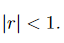 |r| < 1.